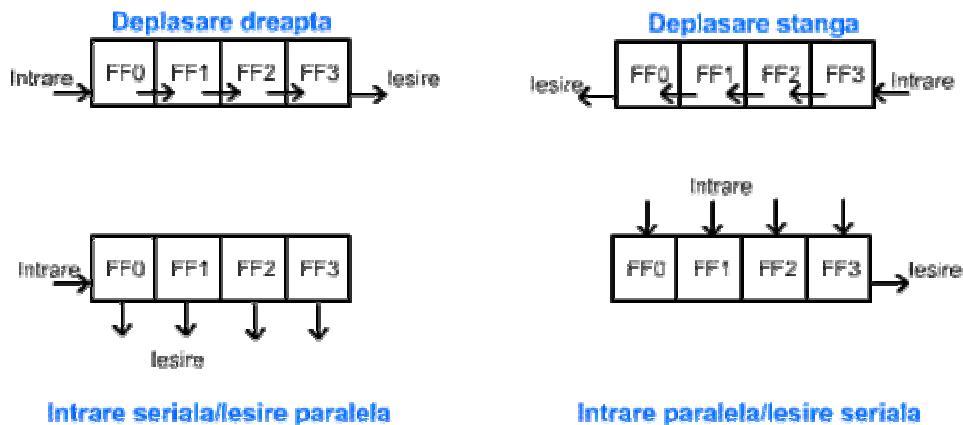 Deplasare dreapta
Intrare FF0 FF1 FF2 FF3 Iesire
Deplasare stanga
Iesire FF0 FF1 FF2 FF3 Intrare
Intrare FF0 FF1 FF2 FF3
Iesire
Intrare seriala/Iesire paralela
Intrare
FF0 FF1 FF2 FF3 Iesire
Intrare paralela/Iesire seriala